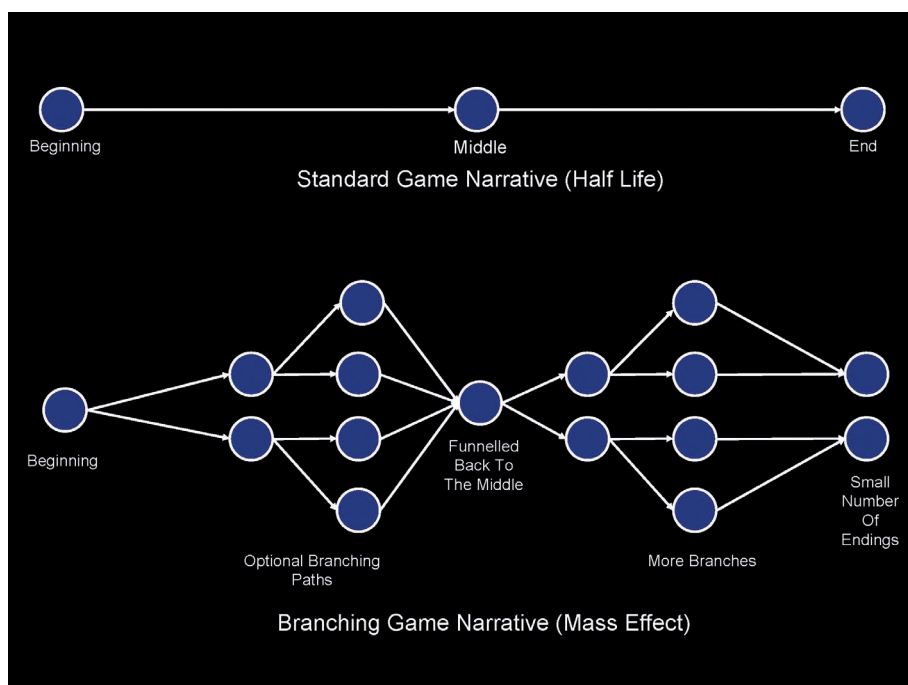 Beginning
Middle
End
Standard Game Narrative (Half Life)
Beginning
Funnelled
Back To
The Middle
Small
Number
Of
Endings
Optional Branching
Paths
More Branches
Branching Game Narrative (Mass Effect)